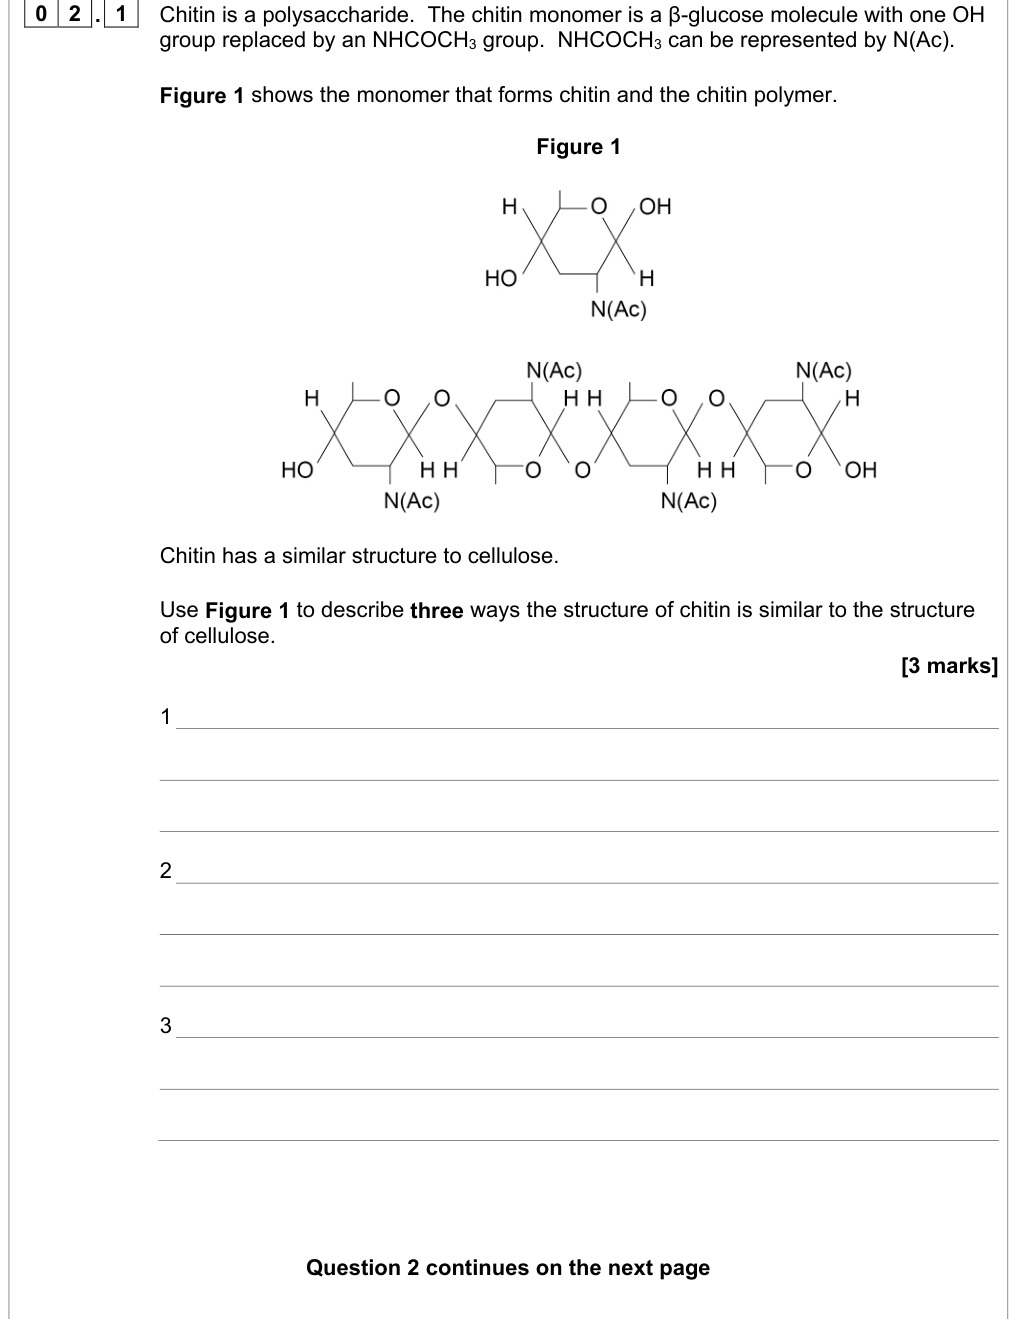 0 2 . 1 Chitin is a polysaccharide. The chitin monomer is a β-glucose molecule with one OH
group replaced by an NHCOCH₃ group. NHCOCH₃ can be represented by N(Ac).
Figure 1 shows the monomer that forms chitin and the chitin polymer.
Figure 1
H O OH
HO H
N(Ac)
N(Ac) N(Ac)
H O O H H O O H
HO H H O O H H O OH
N(Ac) N(Ac)
Chitin has a similar structure to cellulose.
Use Figure 1 to describe three ways the structure of chitin is similar to the structure
of cellulose.
[3 marks]
1
2
3
Question 2 continues on the next page